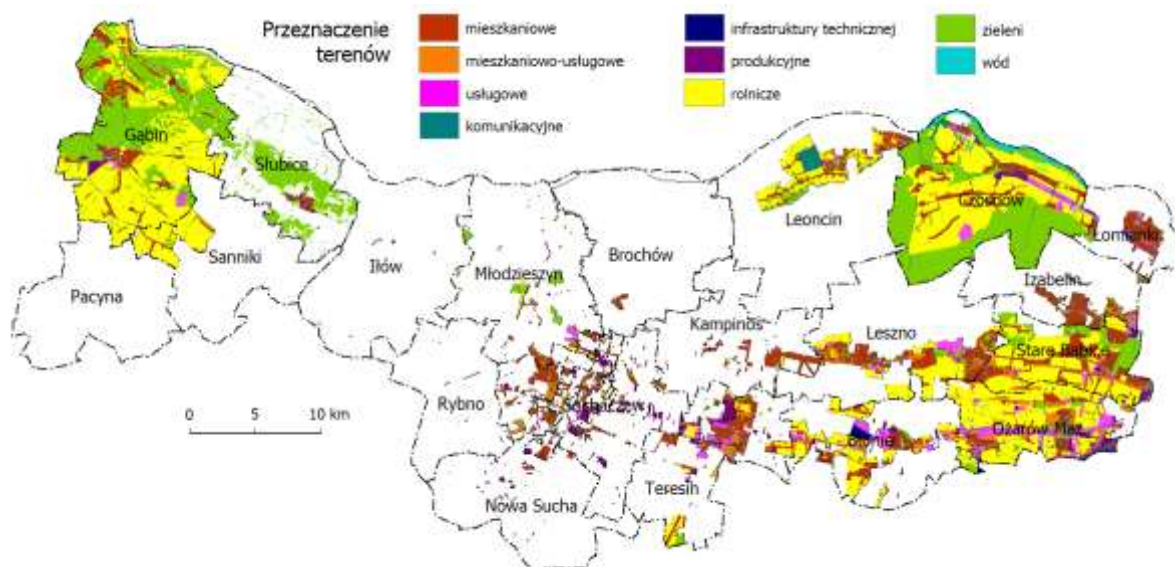 Przeznaczenie
terenów
mieszkaniowe
mieszkaniowo-usługowe
usługowe
komunikacyjne
infrastruktury technicznej
produkcyjne
rolnicze
zieleni
wód
Gąbin
Słubice
Sanniki
Pacyna
Iłów
Młodzieszyn
Brochów
Leoncin
Czosnów
Łomianki
Izabelin
Kampinos
Leszno
Stare Babice
Rybno
Sochaczew
Błonie
Ożarów Maz.
Teresin
Nowa Sucha
0 5 10 km